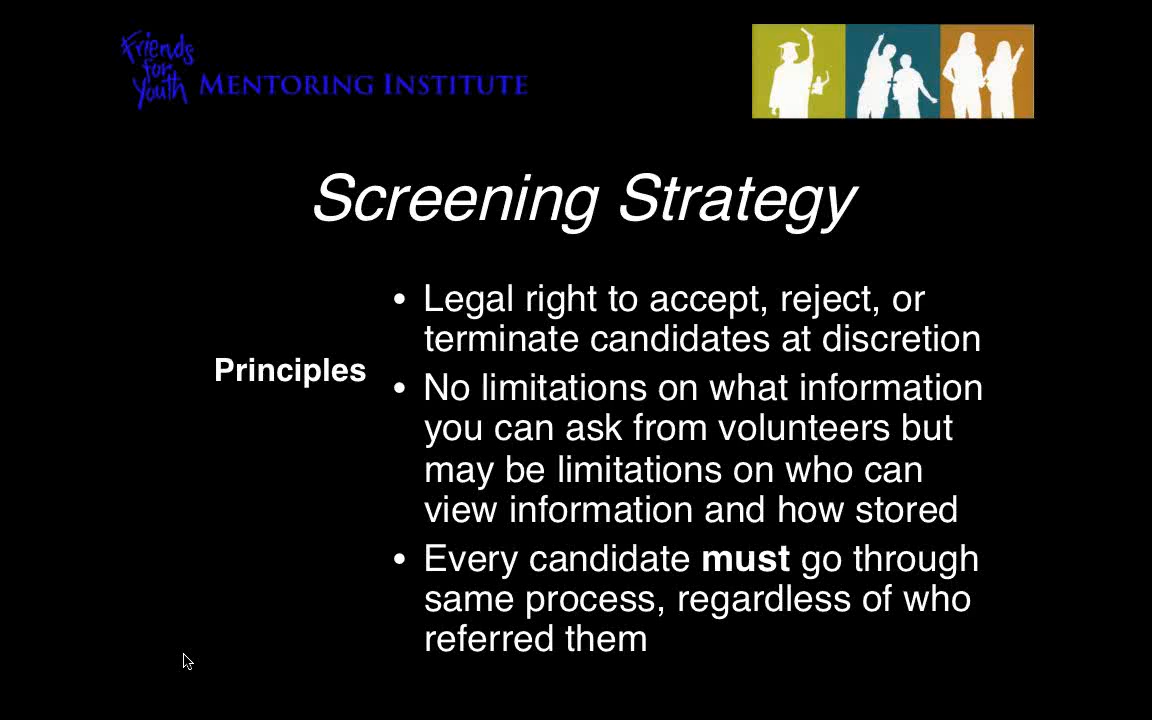 Friends
for
Youth MENTORING INSTITUTE
Screening Strategy
Principles
• Legal right to accept, reject, or
terminate candidates at discretion
• No limitations on what information
you can ask from volunteers but
may be limitations on who can
view information and how stored
• Every candidate must go through
same process, regardless of who
referred them